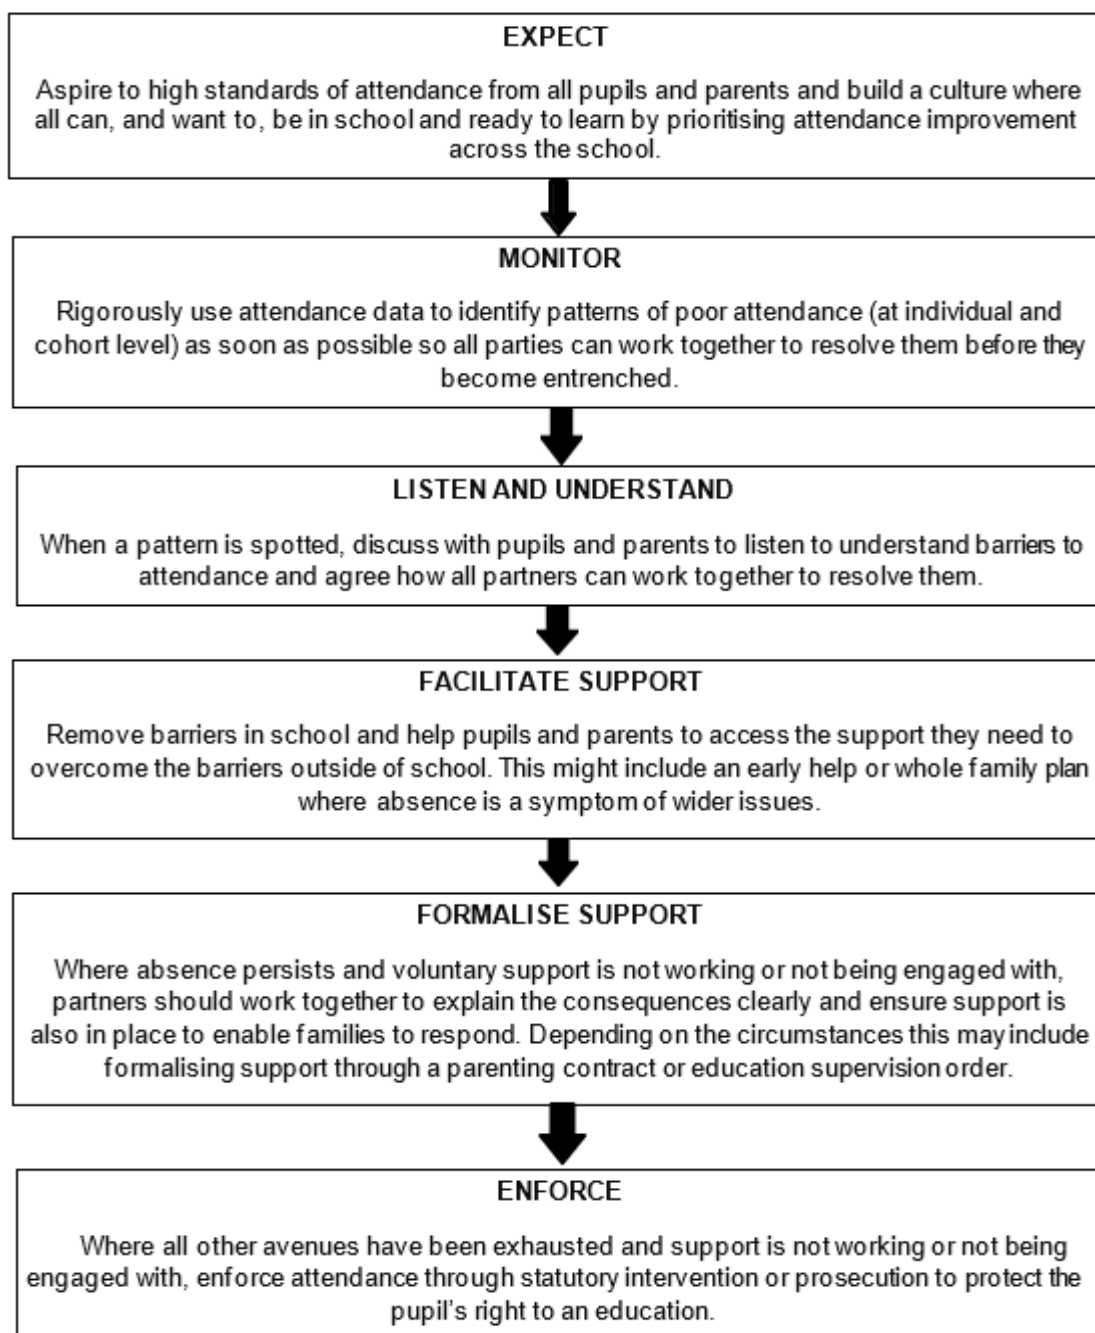 EXPECT
Aspire to high standards of attendance from all pupils and parents and build a culture where
all can, and want to, be in school and ready to learn by prioritising attendance improvement
across the school.
MONITOR
Rigorously use attendance data to identify patterns of poor attendance (at individual and
cohort level) as soon as possible so all parties can work together to resolve them before they
become entrenched.
LISTEN AND UNDERSTAND
When a pattern is spotted, discuss with pupils and parents to listen to understand barriers to
attendance and agree how all partners can work together to resolve them.
FACILITATE SUPPORT
Remove barriers in school and help pupils and parents to access the support they need to
overcome the barriers outside of school. This might include an early help or whole family plan
where absence is a symptom of wider issues.
FORMALISE SUPPORT
Where absence persists and voluntary support is not working or not being engaged with,
partners should work together to explain the consequences clearly and ensure support is
also in place to enable families to respond. Depending on the circumstances this may include
formalising support through a parenting contract or education supervision order.
ENFORCE
Where all other avenues have been exhausted and support is not working or not being
engaged with, enforce attendance through statutory intervention or prosecution to protect the
pupil's right to an education.